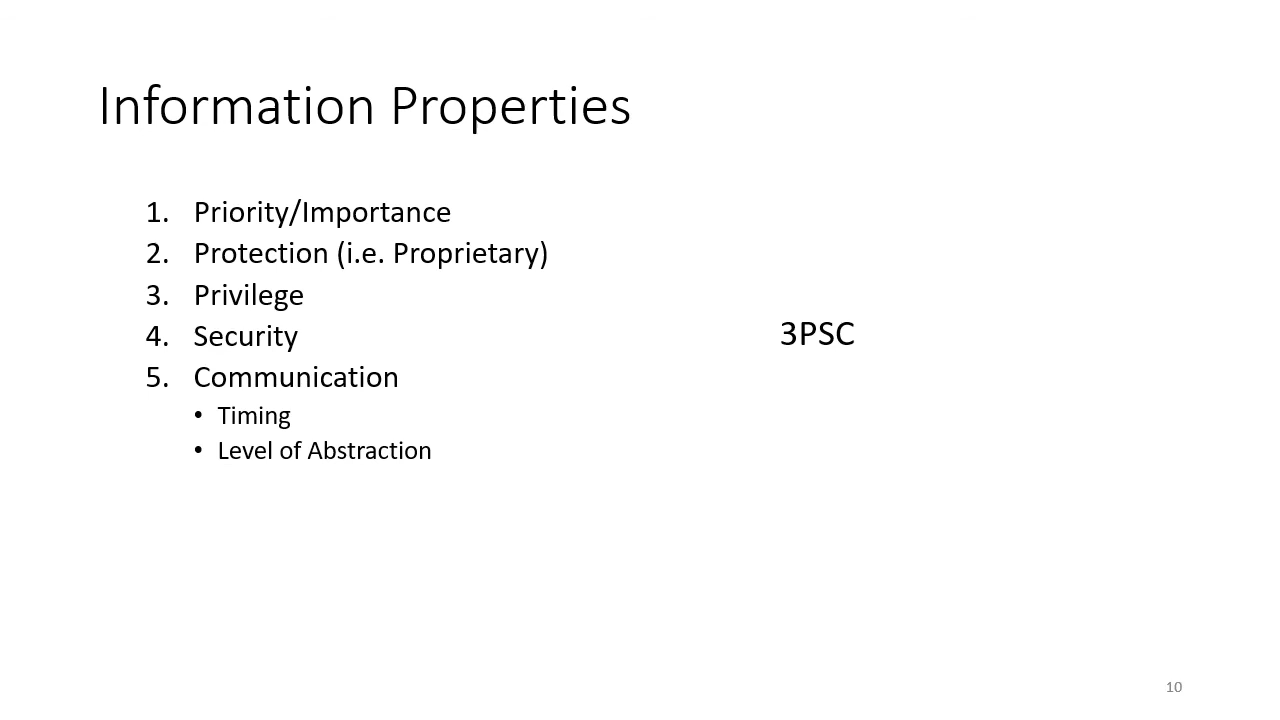 Information Properties
1. Priority/Importance
2. Protection (i.e. Proprietary)
3. Privilege
4. Security
5. Communication
• Timing
• Level of Abstraction
3PSC
10